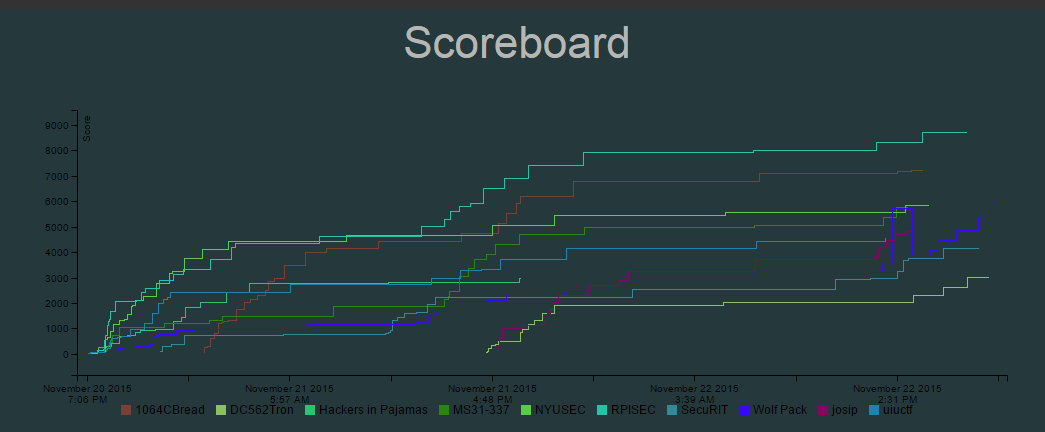 Scoreboard
Score
9000
8000
7000
6000
5000
4000
3000
2000
1000
0
November 20 2015 November 21 2015 November 21 2015 November 22 2015 November 22 2015
7:06 PM 5:57 AM 4:48 PM 3:39 AM 2:31 PM
1064CBread DC562Tron Hackers in Pajamas MS31-337 NYUSEC RPISEC SecuRIT Wolf Pack josip uiuctf